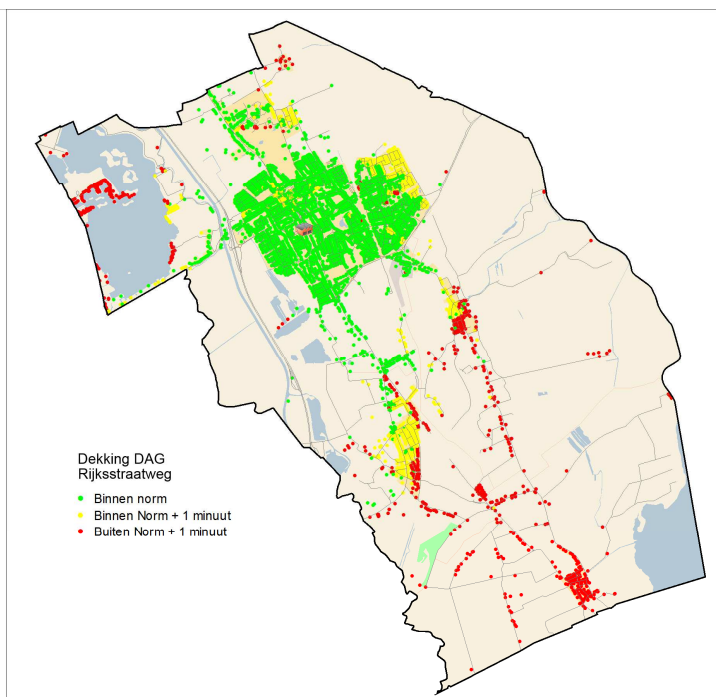 Dekking DAG
Rijksstraatweg
Binnen norm
Binnen Norm + 1 minuut
Buiten Norm + 1 minuut